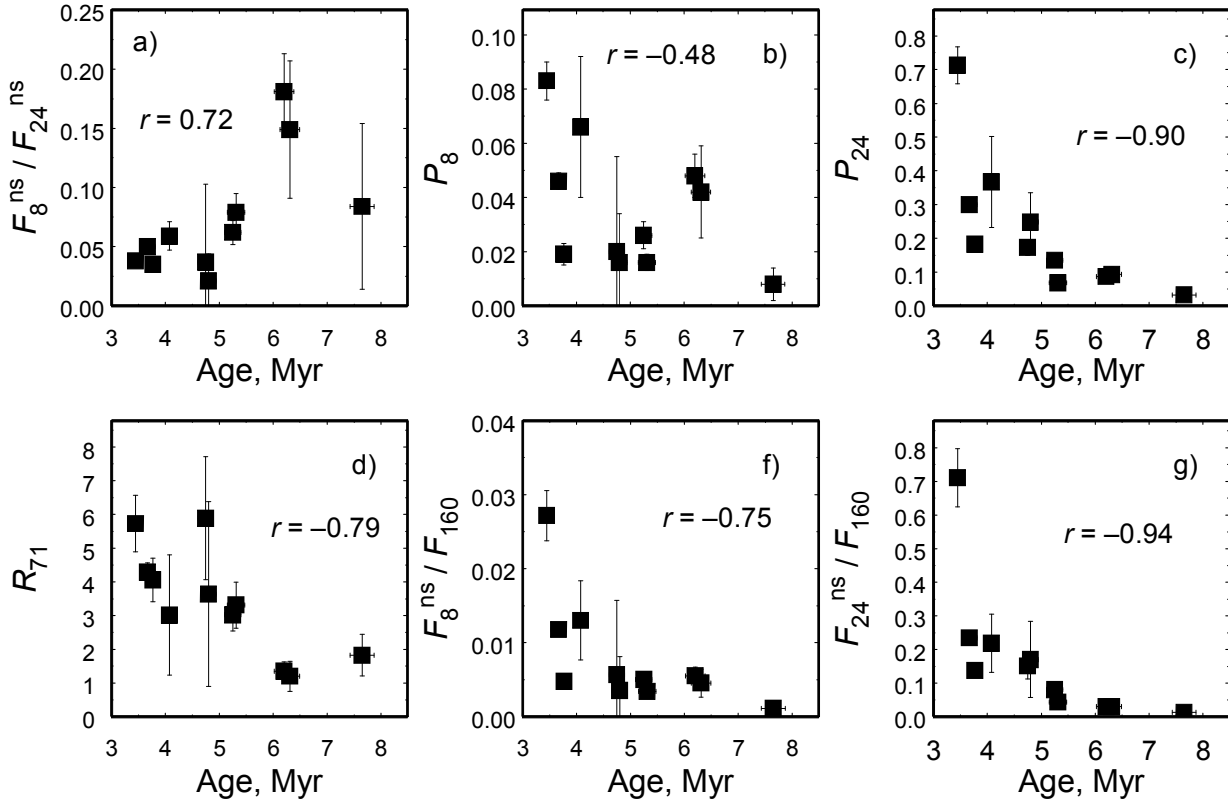 a)
r = 0.72
0.25
0.20
0.15
0.10
0.05
0.00
F8ns / F24ns
3 4 5 6 7 8
Age, Myr
b)
r = –0.48
0.10
0.08
0.06
0.04
0.02
0.00
P8
3 4 5 6 7 8
Age, Myr
c)
r = –0.90
0.8
0.7
0.6
0.5
0.4
0.3
0.2
0.1
0.0
P24
3 4 5 6 7 8
Age, Myr
d)
r = –0.79
8
7
6
5
4
3
2
1
0
R71
3 4 5 6 7 8
Age, Myr
f)
r = –0.75
0.04
0.03
0.02
0.01
0.00
F8ns / F160
3 4 5 6 7 8
Age, Myr
g)
r = –0.94
0.8
0.7
0.6
0.5
0.4
0.3
0.2
0.1
0.0
F24ns / F160
3 4 5 6 7 8
Age, Myr